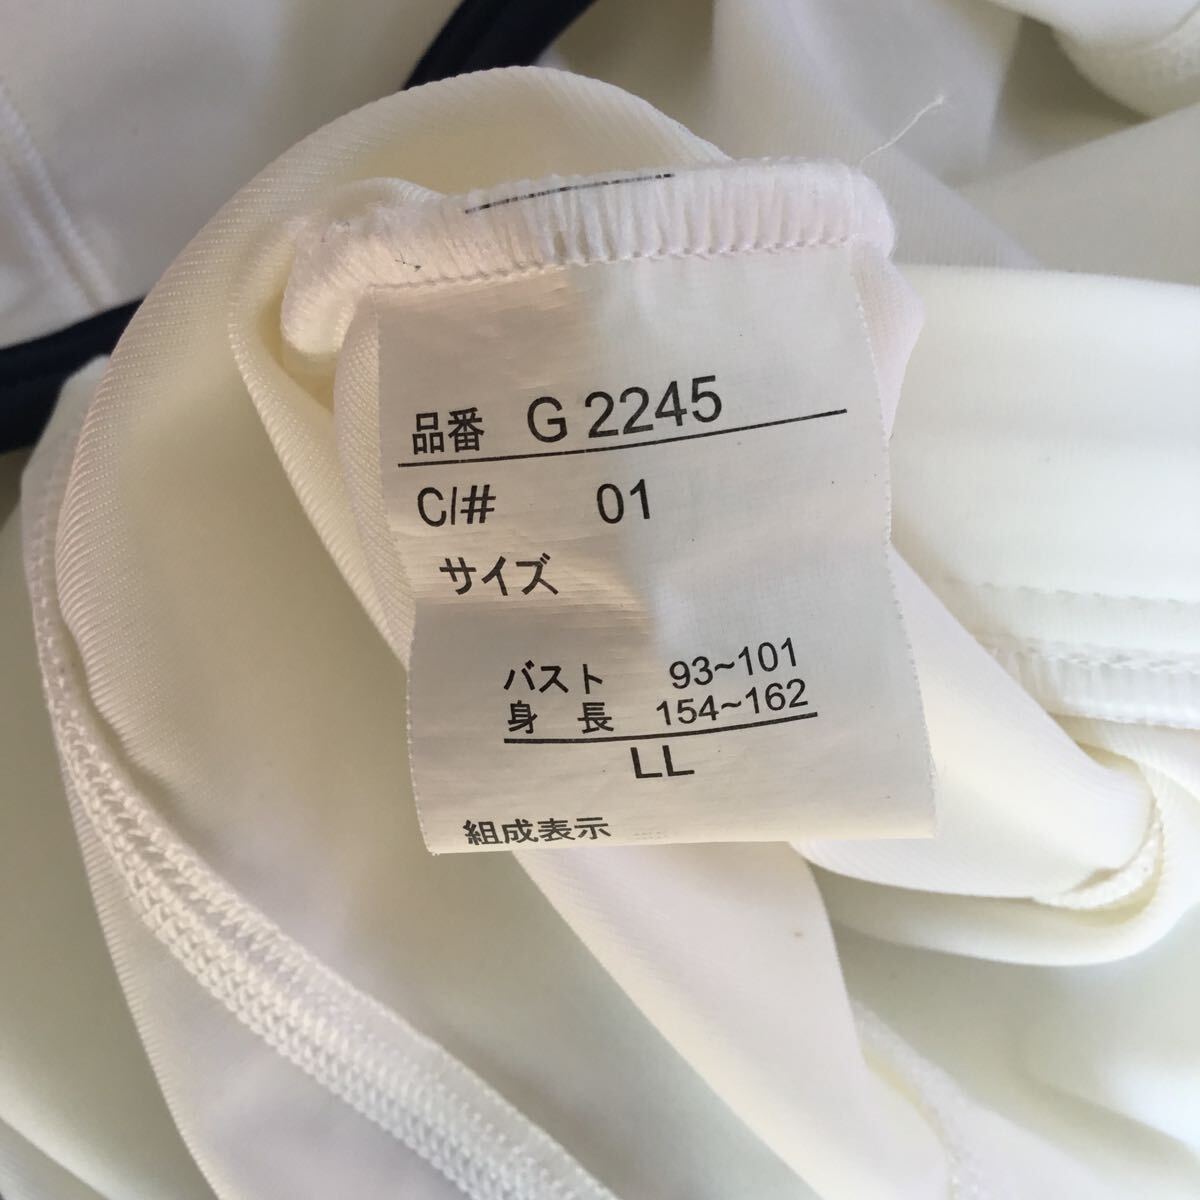 品番 G 2245
C/# 01
サイズ
バスト 93~101
身 長 154~162
LL
組成表示